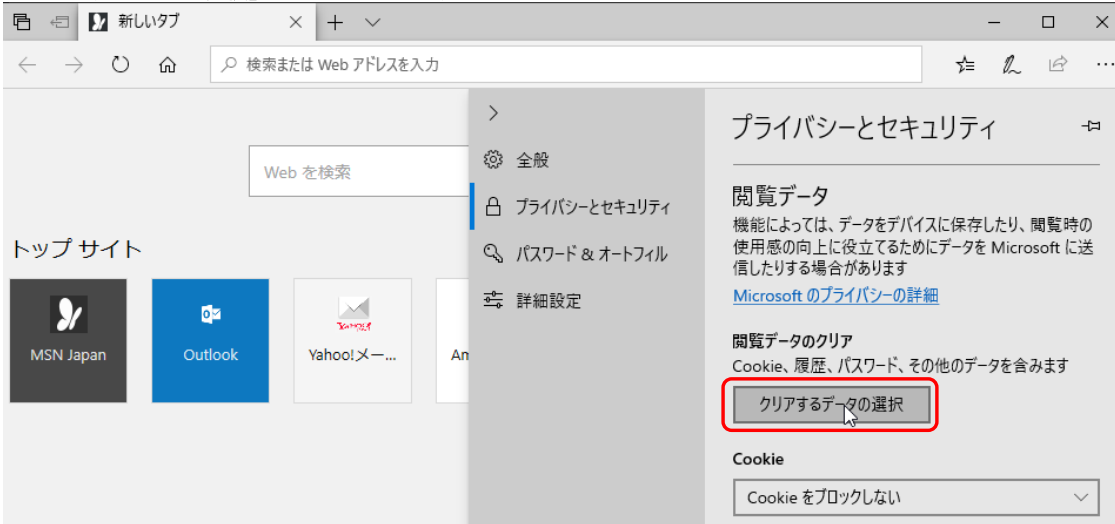 新しいタブ
検索または Web アドレスを入力
Web を検索
トップ サイト
MSN Japan
Outlook
Yahoo!メー...
Am
全般
プライバシーとセキュリティ
パスワード & オートフィル
詳細設定
プライバシーとセキュリティ
閲覧データ
機能によっては、データをデバイスに保存したり、閲覧時の
使用感の向上に役立てるためにデータを Microsoft に送
信したりする場合があります
Microsoft のプライバシーの詳細
閲覧データのクリア
Cookie、履歴、パスワード、その他のデータを含みます
クリアするデータの選択
Cookie
Cookie をブロックしない